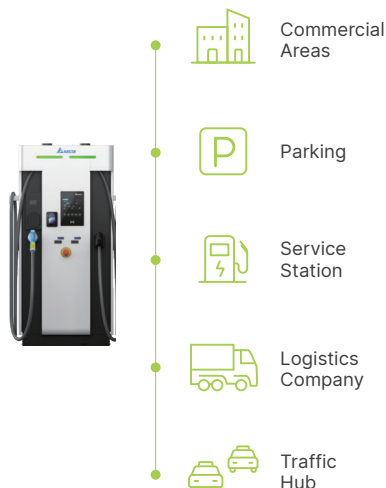 Commercial
Areas
P
Parking
Service
Station
Logistics
Company
Traffic
Hub